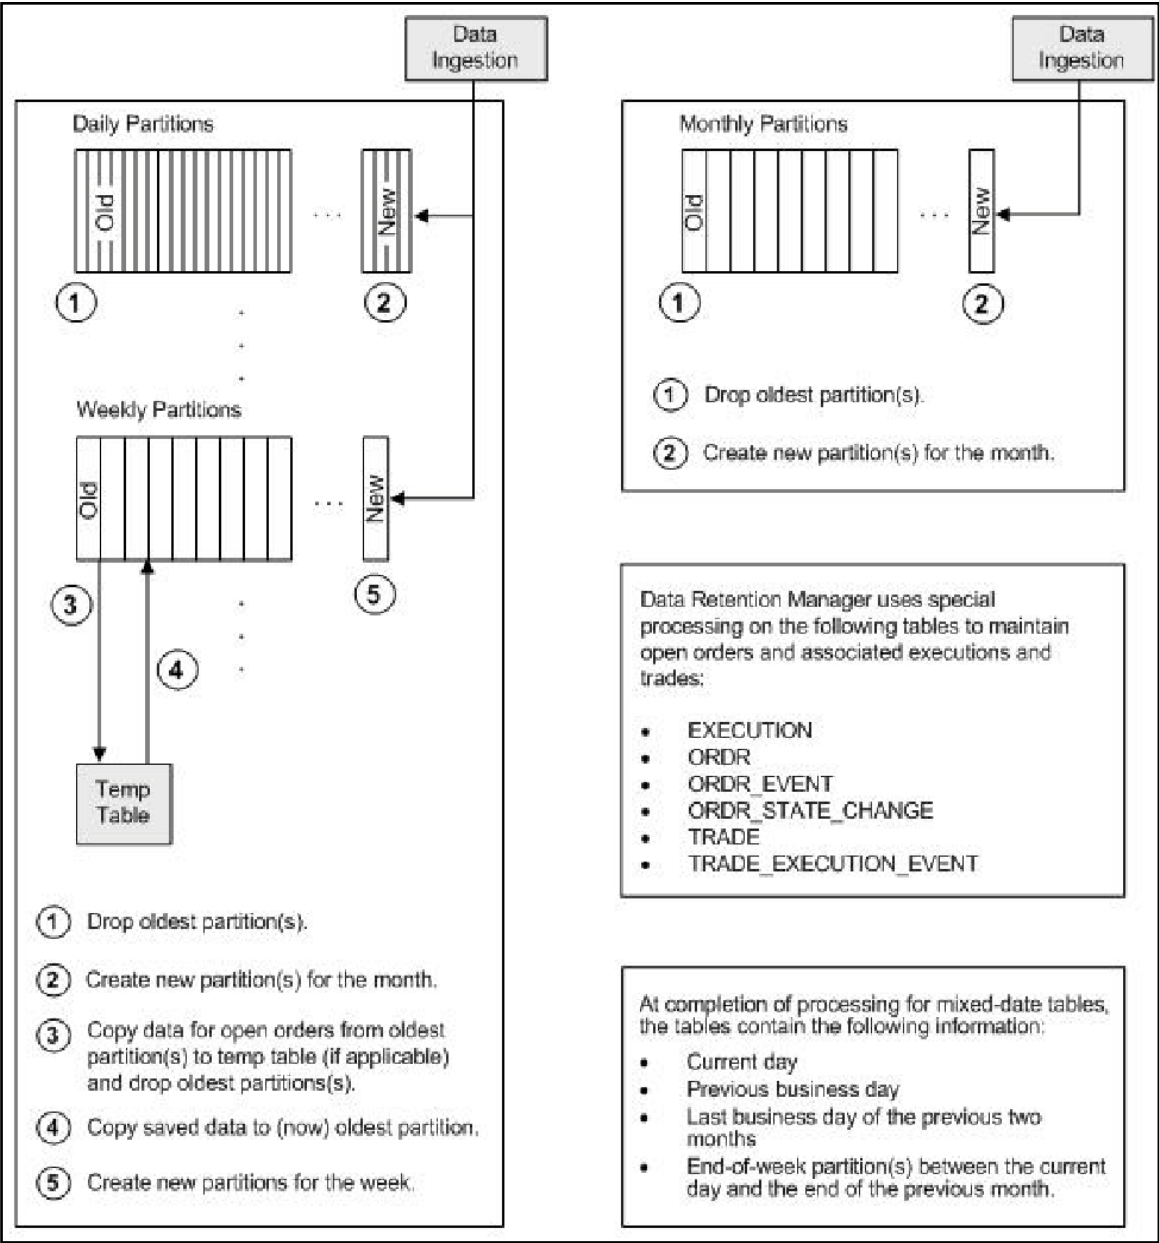 Data
Ingestion
Daily Partitions
Old
. . .
New
1
2
Weekly Partitions
Old
. . .
New
3
5
4
Temp
Table
1 Drop oldest partition(s).
2 Create new partition(s) for the month.
3 Copy data for open orders from oldest
partition(s) to temp table (if applicable)
and drop oldest partitions(s).
4 Copy saved data to (now) oldest partition.
5 Create new partitions for the week.
Data
Ingestion
Monthly Partitions
Old
. . .
New
1
2
1 Drop oldest partition(s).
2 Create new partition(s) for the month.
Data Retention Manager uses special
processing on the following tables to maintain
open orders and associated executions and
trades:
• EXECUTION
• ORDR
• ORDR_EVENT
• ORDR_STATE_CHANGE
• TRADE
• TRADE_EXECUTION_EVENT
At completion of processing for mixed-date tables,
the tables contain the following information:
• Current day
• Previous business day
• Last business day of the previous two
months
• End-of-week partition(s) between the current
day and the end of the previous month.